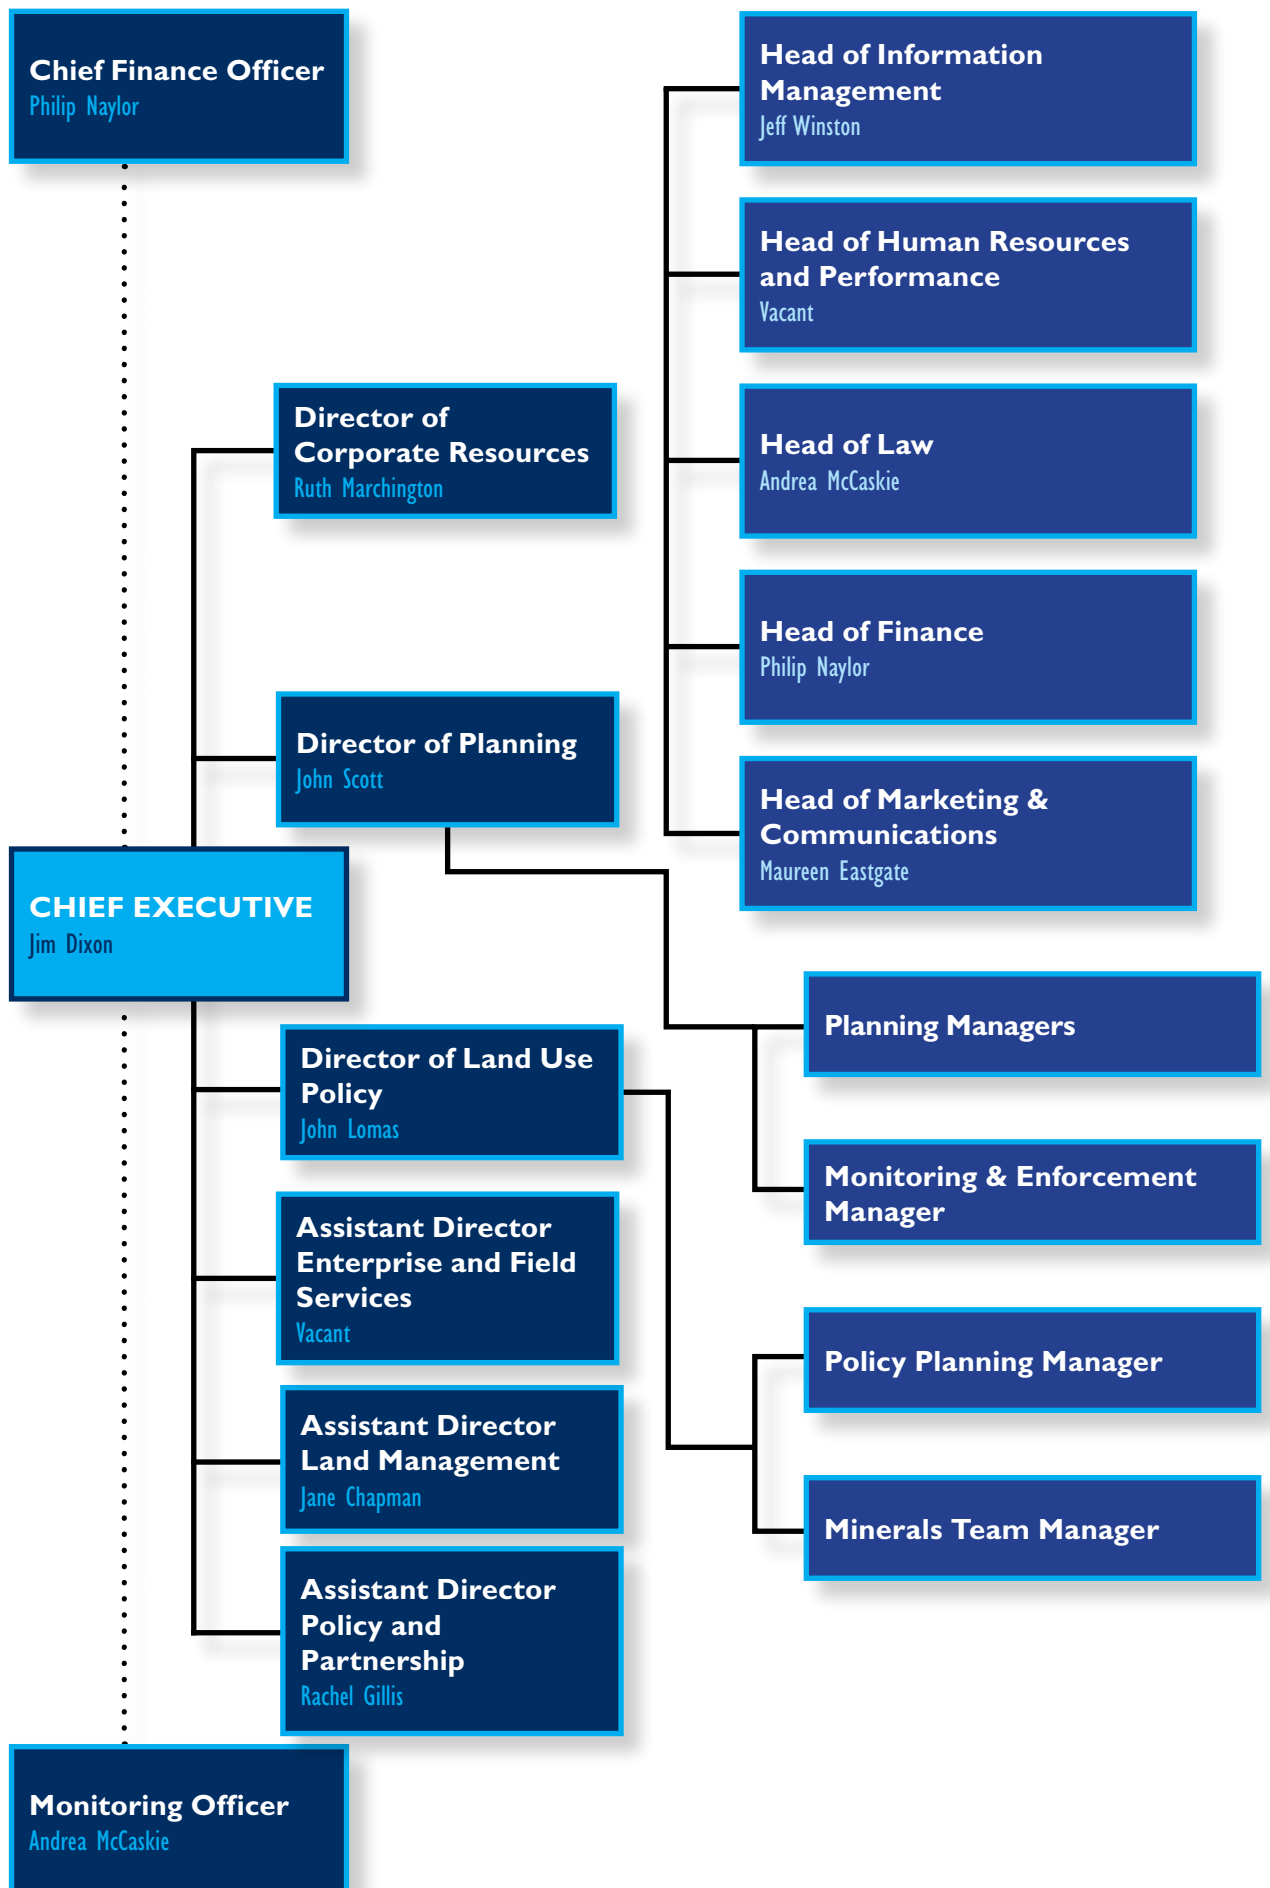 Chief Finance Officer
Philip Naylor
Head of Information
Management
Jeff Winston
Head of Human Resources
and Performance
Vacant
Director of
Corporate Resources
Ruth Marchington
Head of Law
Andrea McCaskie
Head of Finance
Philip Naylor
Director of Planning
John Scott
Head of Marketing &
Communications
Maureen Eastgate
CHIEF EXECUTIVE
Jim Dixon
Planning Managers
Director of Land Use
Policy
John Lomas
Monitoring & Enforcement
Manager
Assistant Director
Enterprise and Field
Services
Vacant
Policy Planning Manager
Assistant Director
Land Management
Jane Chapman
Minerals Team Manager
Assistant Director
Policy and
Partnership
Rachel Gillis
Monitoring Officer
Andrea McCaskie